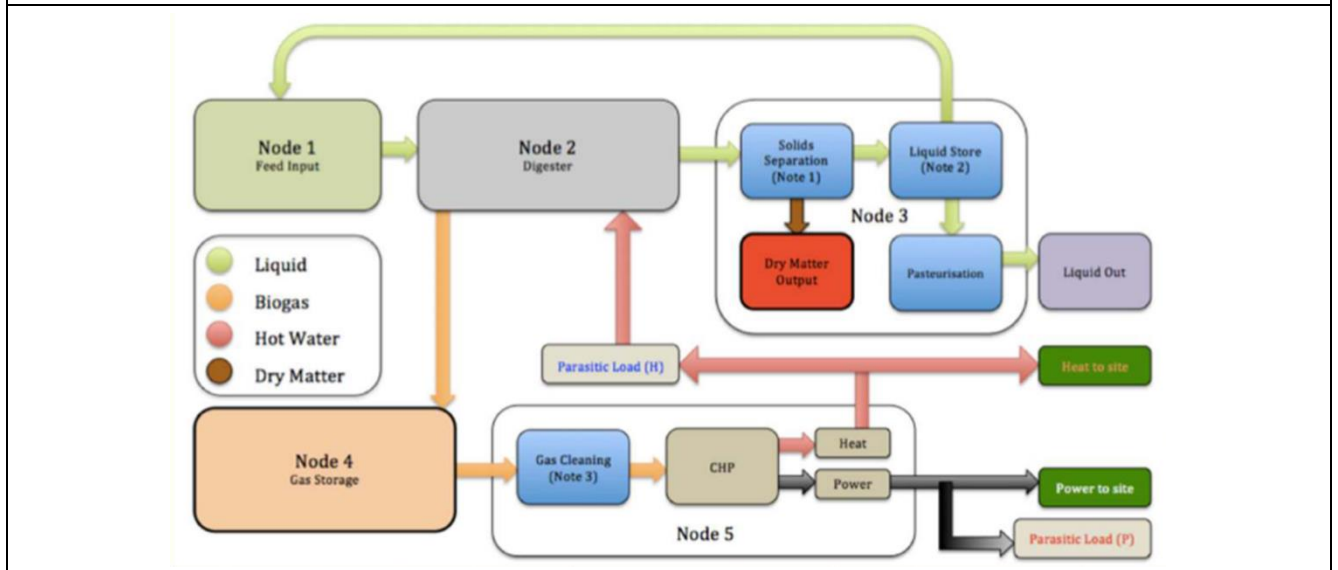 Node 1
Feed Input
Node 2
Digester
Solids
Separation
(Note 1)
Liquid Store
(Note 2)
Node 3
Dry Matter
Output
Pasteurisation
Liquid Out
Liquid
Biogas
Hot Water
Dry Matter
Parasitic Load (H)
Heat to site
Node 4
Gas Storage
Gas Cleaning
(Note 3)
CHP
Heat
Power
Node 5
Power to site
Parasitic Load (P)